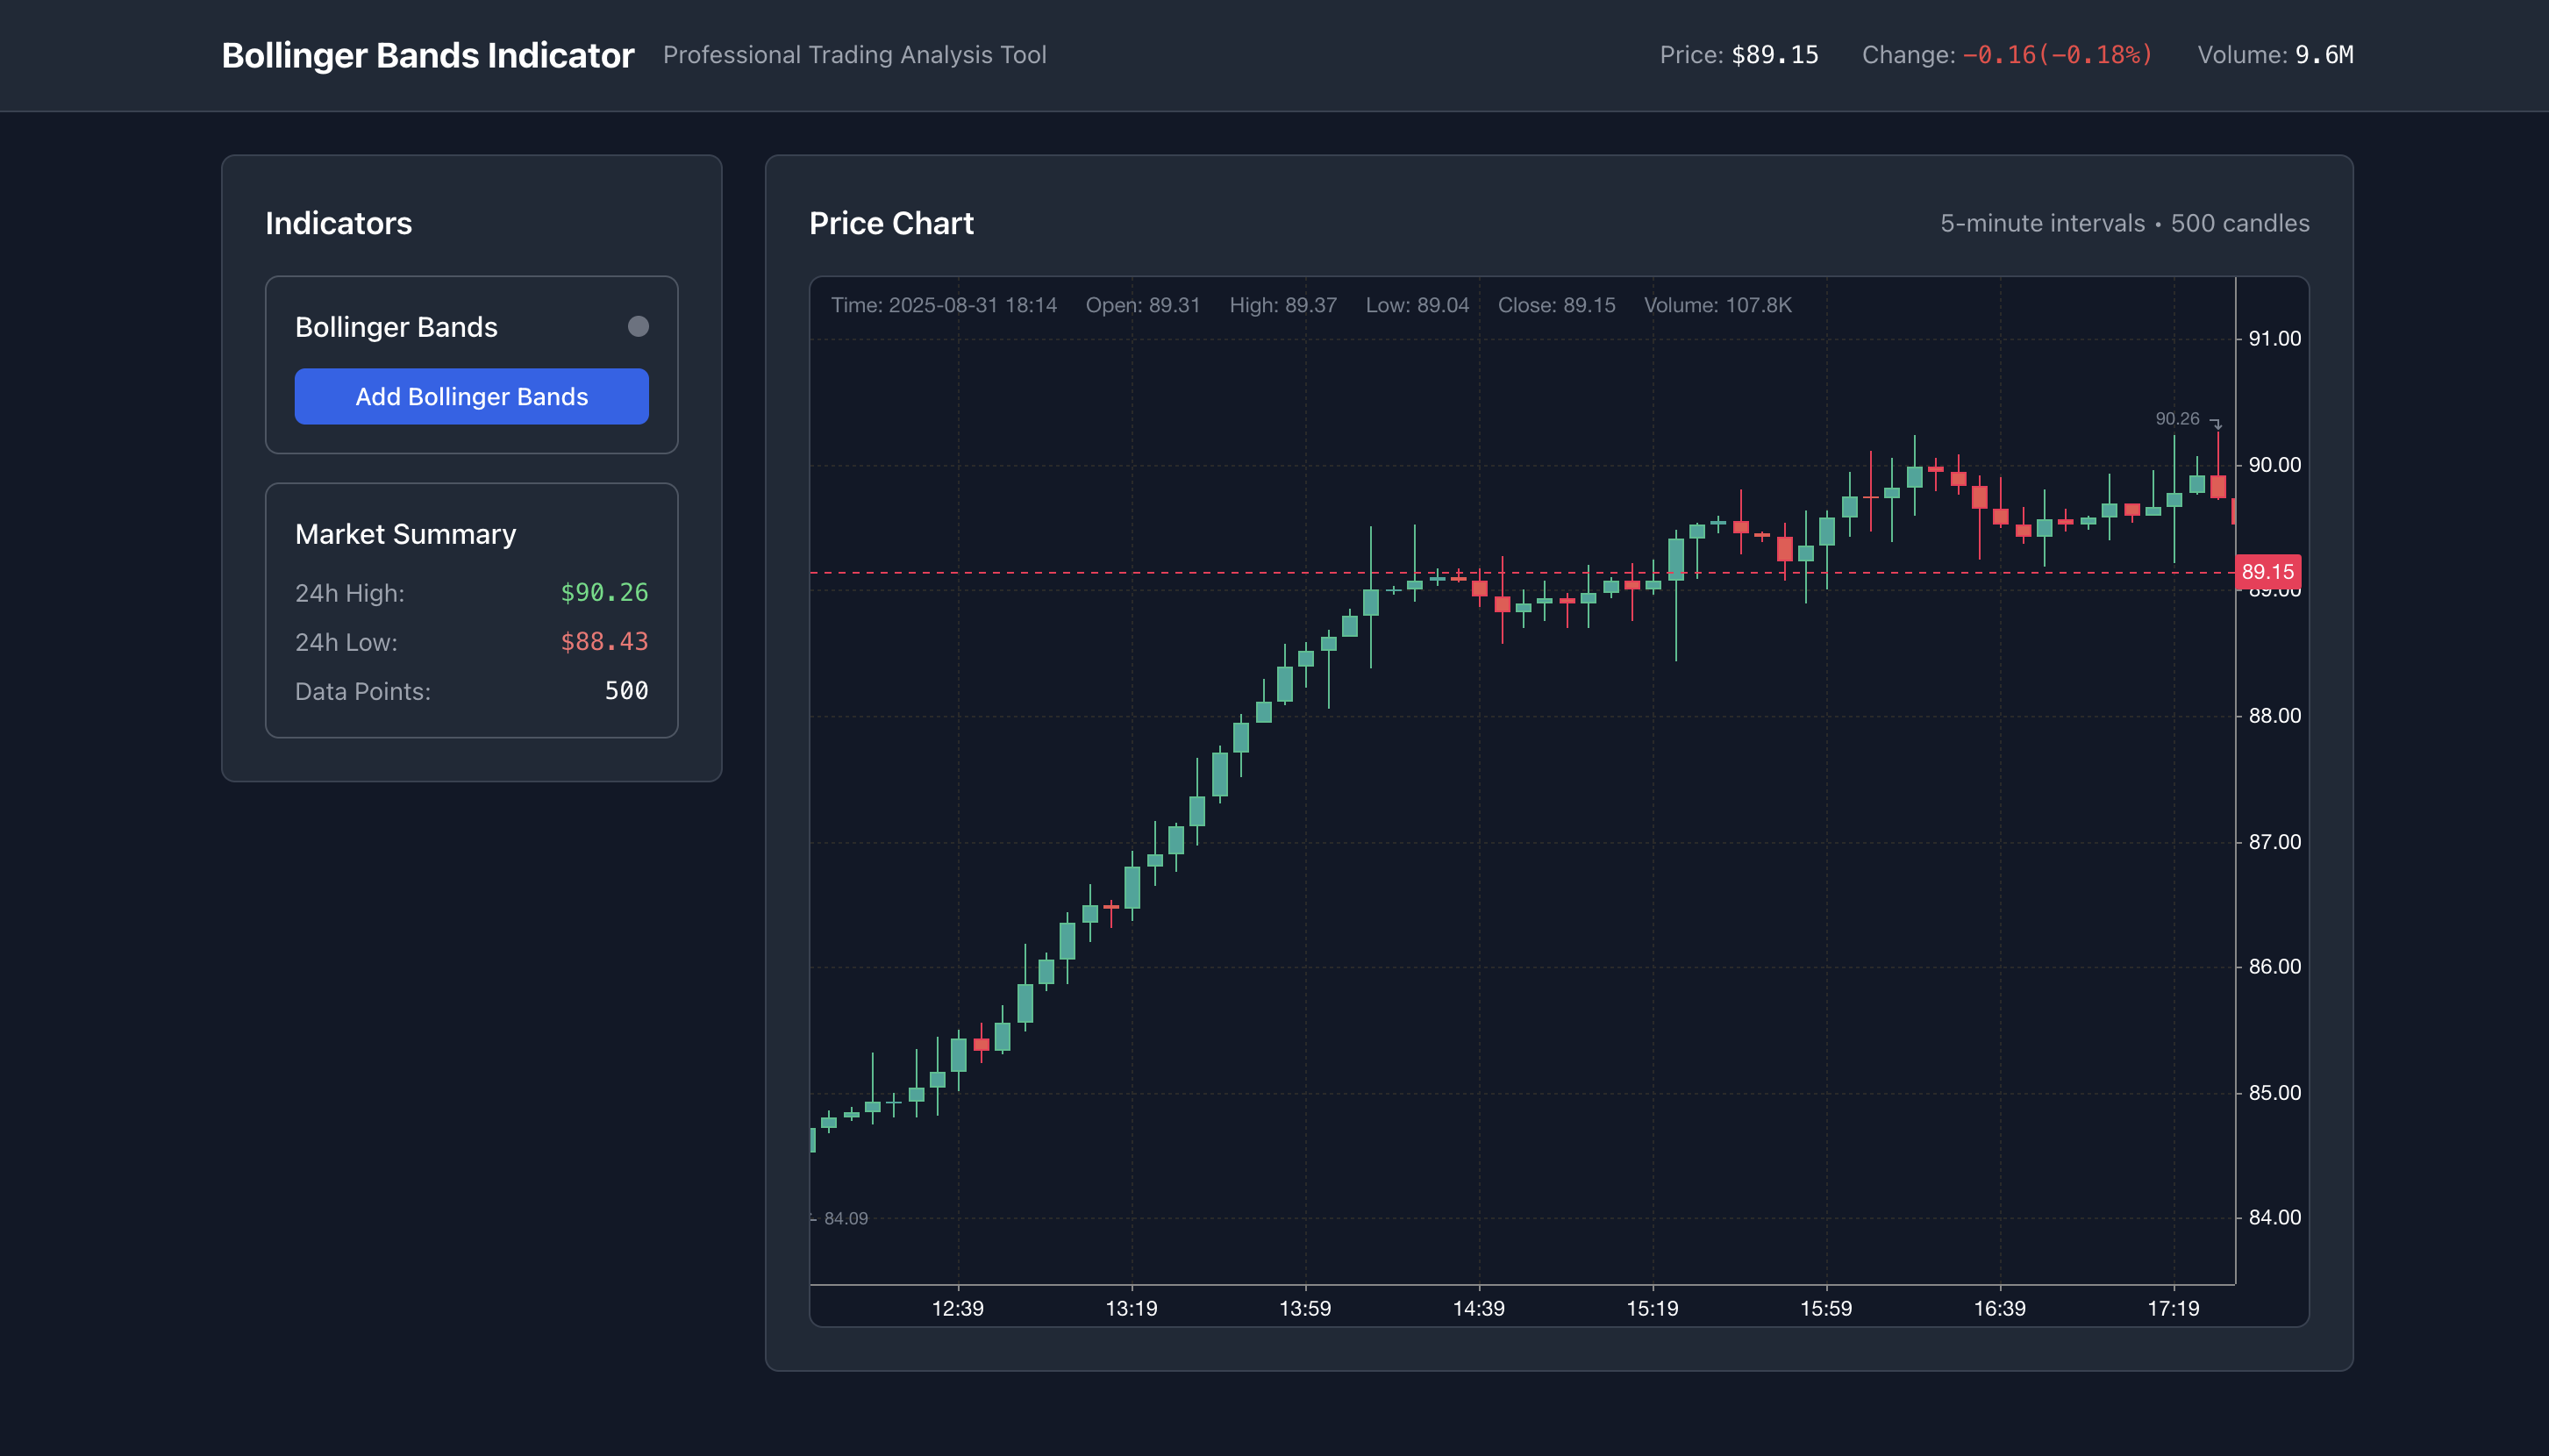 Bollinger Bands Indicator Professional Trading Analysis Tool Price: $89.15 Change: -0.16(-0.18%) Volume: 9.6M
Indicators
Bollinger Bands
Add Bollinger Bands
Market Summary
24h High: $90.26
24h Low: $88.43
Data Points: 500
Price Chart 5-minute intervals • 500 candles
Time: 2025-08-31 18:14 Open: 89.31 High: 89.37 Low: 89.04 Close: 89.15 Volume: 107.8K
91.00
90.26
90.00
89.15
89.00
88.00
87.00
86.00
85.00
84.09
84.00
12:39 13:19 13:59 14:39 15:19 15:59 16:39 17:19